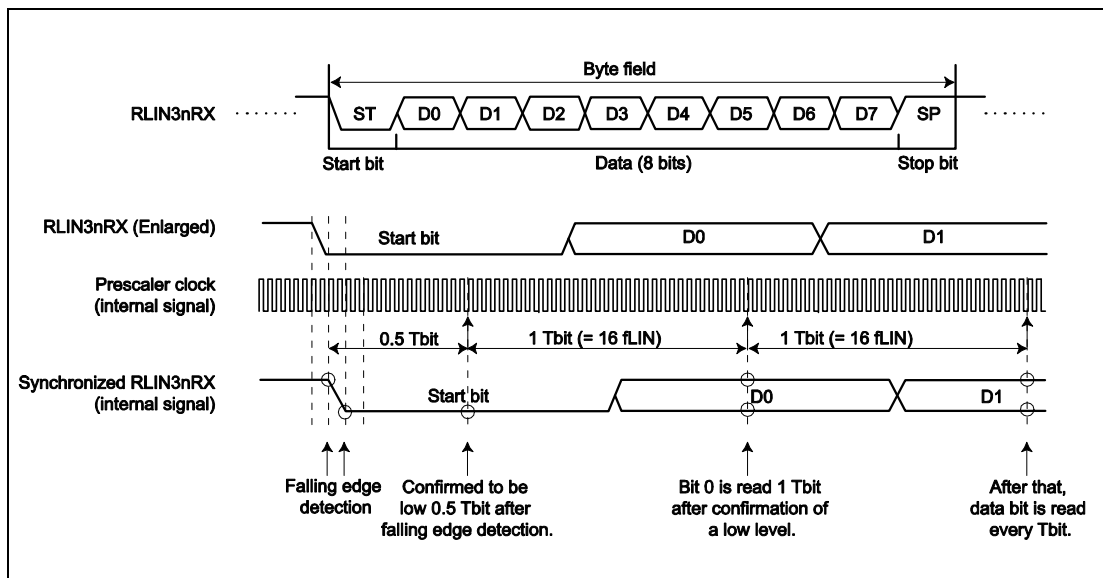 Byte field
RLIN3nRX
ST D0 D1 D2 D3 D4 D5 D6 D7 SP
Start bit Data (8 bits) Stop bit
RLIN3nRX (Enlarged)
Start bit D0 D1
Prescaler clock
(internal signal)
0.5 Tbit 1 Tbit (= 16 fLIN) 1 Tbit (= 16 fLIN)
Synchronized RLIN3nRX
(internal signal)
Start bit D0 D1
Falling edge
detection
Confirmed to be
low 0.5 Tbit after
falling edge detection.
Bit 0 is read 1 Tbit
after confirmation of
a low level.
After that,
data bit is read
every Tbit.